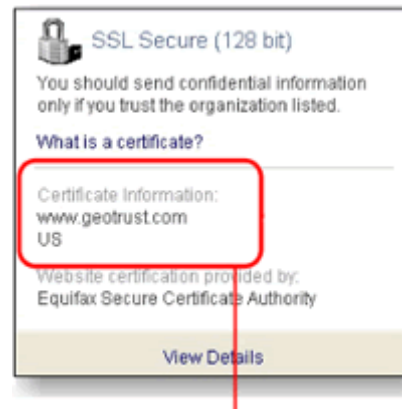 SSL Secure (128 bit)
You should send confidential information
only if you trust the organization listed.
What is a certificate?
Certificate Information:
www.geotrust.com
US
Website certification provided by:
Equifax Secure Certificate Authority
View Details